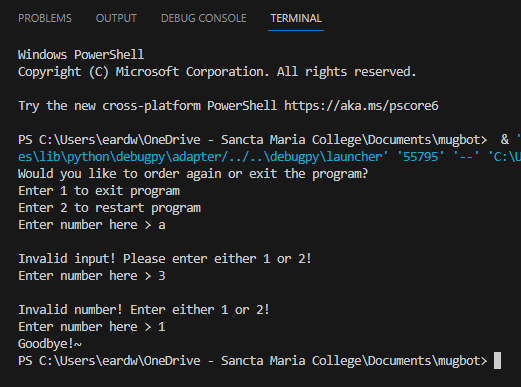 PROBLEMS OUTPUT DEBUG CONSOLE TERMINAL
Windows PowerShell
Copyright (C) Microsoft Corporation. All rights reserved.
Try the new cross-platform PowerShell https://aka.ms/pscore6
PS C:\Users\eardw\OneDrive - Sancta Maria College\Documents\mugbot>  & '
es\lib\python\debugpy\adapter/../..\debugpy\launcher' '55795' '--' 'C:\U
Would you like to order again or exit the program?
Enter 1 to exit program
Enter 2 to restart program
Enter number here > a
Invalid input! Please enter either 1 or 2!
Enter number here > 3
Invalid number! Enter either 1 or 2!
Enter number here > 1
Goodbye!~
PS C:\Users\eardw\OneDrive - Sancta Maria College\Documents\mugbot>